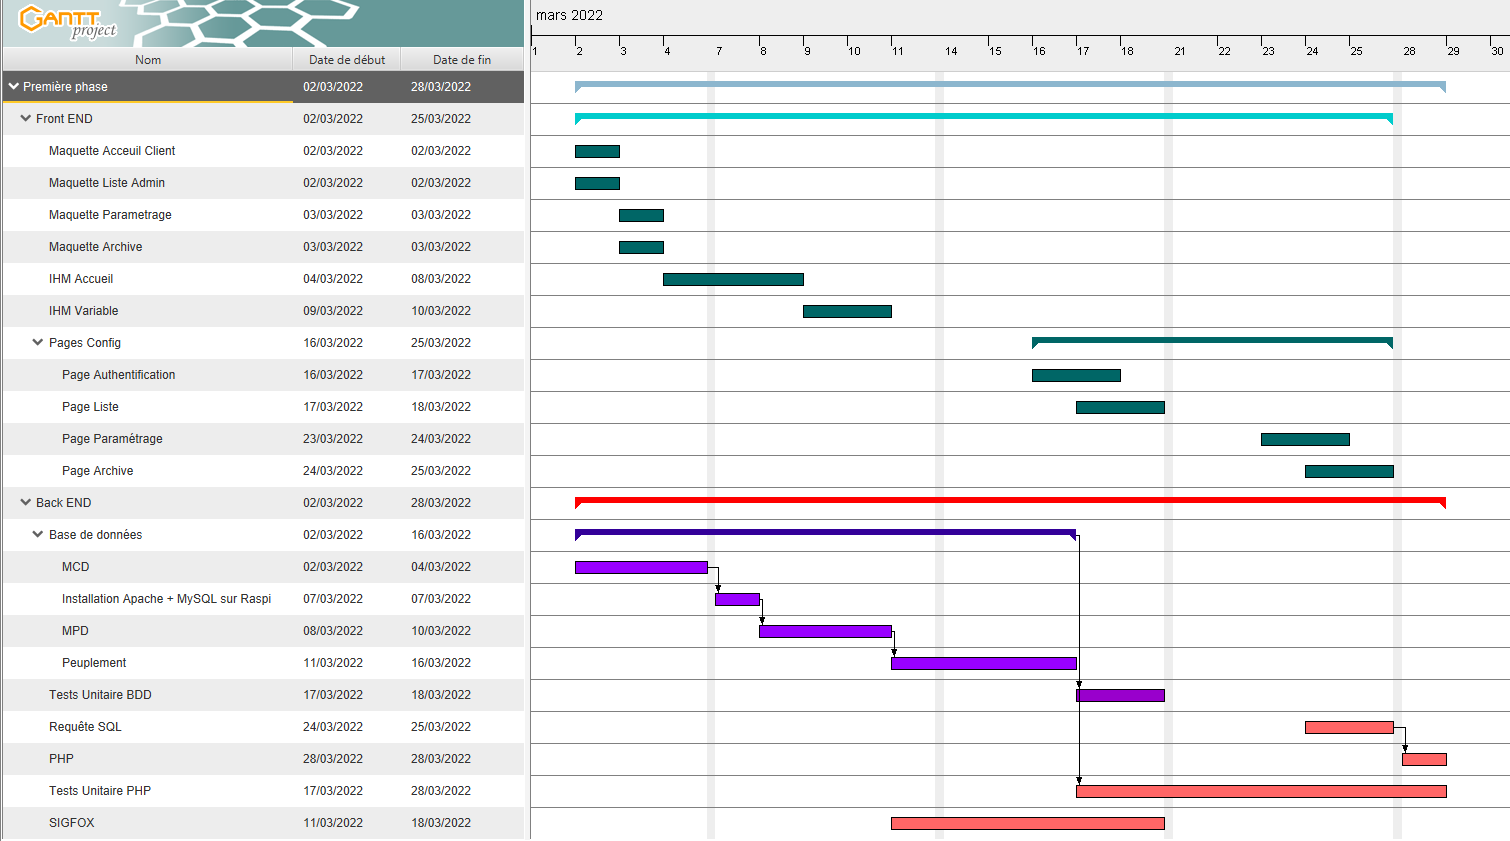 GANTT
project
mars 2022
1 2 3 4 7 8 9 10 11 14 15 16 17 18 21 22 23 24 25 28 29 30
Nom Date de début Date de fin
Première phase 02/03/2022 28/03/2022
Front END 02/03/2022 25/03/2022
Maquette Acceuil Client 02/03/2022 02/03/2022
Maquette Liste Admin 02/03/2022 02/03/2022
Maquette Parametrage 03/03/2022 03/03/2022
Maquette Archive 03/03/2022 03/03/2022
IHM Accueil 04/03/2022 08/03/2022
IHM Variable 09/03/2022 10/03/2022
Pages Config 16/03/2022 25/03/2022
Page Authentification 16/03/2022 17/03/2022
Page Liste 17/03/2022 18/03/2022
Page Paramétrage 23/03/2022 24/03/2022
Page Archive 24/03/2022 25/03/2022
Back END 02/03/2022 28/03/2022
Base de données 02/03/2022 16/03/2022
MCD 02/03/2022 04/03/2022
Installation Apache + MySQL sur Raspi 07/03/2022 07/03/2022
MPD 08/03/2022 10/03/2022
Peuplement 11/03/2022 16/03/2022
Tests Unitaire BDD 17/03/2022 18/03/2022
Requête SQL 24/03/2022 25/03/2022
PHP 28/03/2022 28/03/2022
Tests Unitaire PHP 17/03/2022 28/03/2022
SIGFOX 11/03/2022 18/03/2022